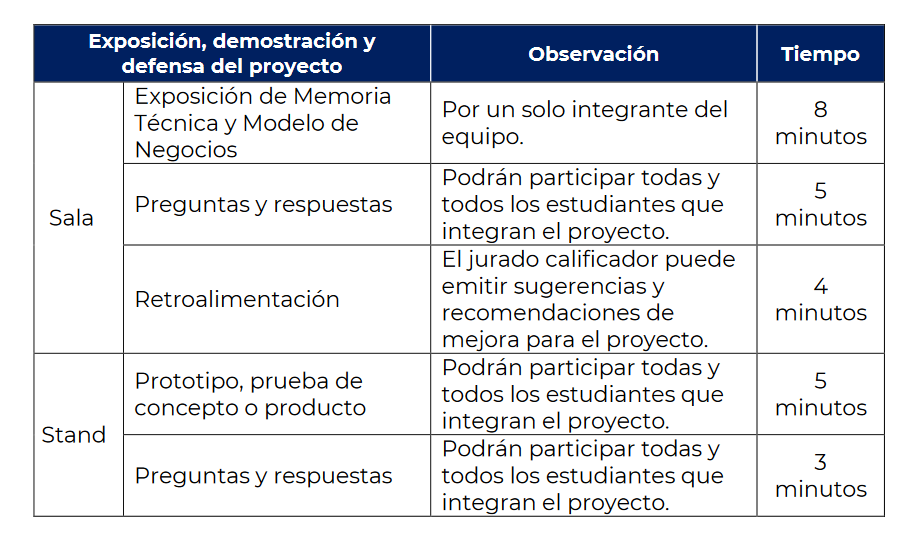 Exposición, demostración y
defensa del proyecto
Observación
Tiempo
Sala
Exposición de Memoria
Técnica y Modelo de
Negocios
Por un solo integrante del
equipo.
8
minutos
Preguntas y respuestas
Podrán participar todas y
todos los estudiantes que
integran el proyecto.
5
minutos
Retroalimentación
El jurado calificador puede
emitir sugerencias y
recomendaciones de
mejora para el proyecto.
4
minutos
Stand
Prototipo, prueba de
concepto o producto
Podrán participar todas y
todos los estudiantes que
integran el proyecto.
5
minutos
Preguntas y respuestas
Podrán participar todas y
todos los estudiantes que
integran el proyecto.
3
minutos